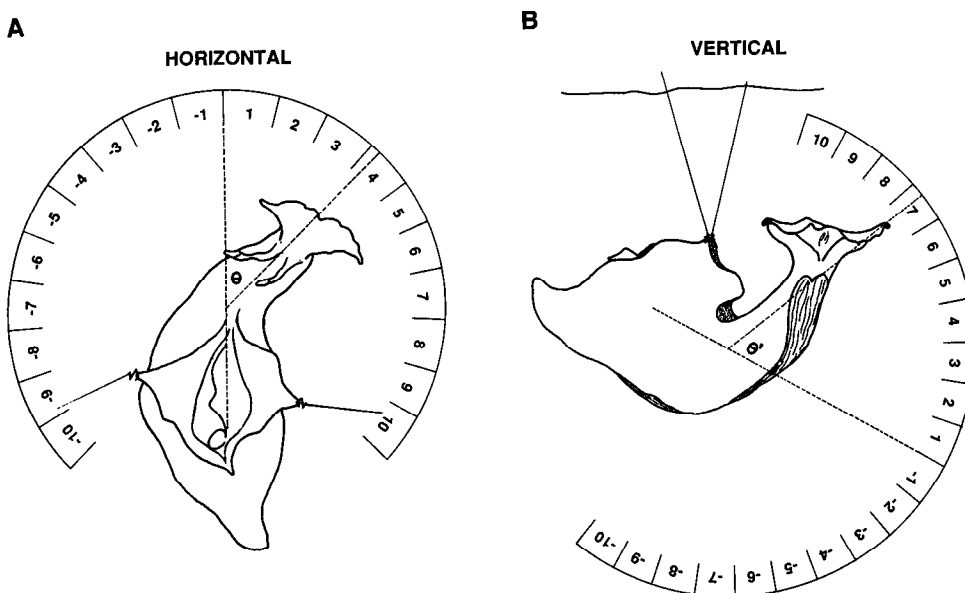 A
HORIZONTAL
-10 -9 -8 -7 -6 -5 -4 -3 -2 -1 1 2 3 4 5 6 7 8 9 10
Θ
B
VERTICAL
10 9 8 7 6 5 4 3 2 1 -1 -2 -3 -4 -5 -6 -7 -8 -9 -10
Θ'